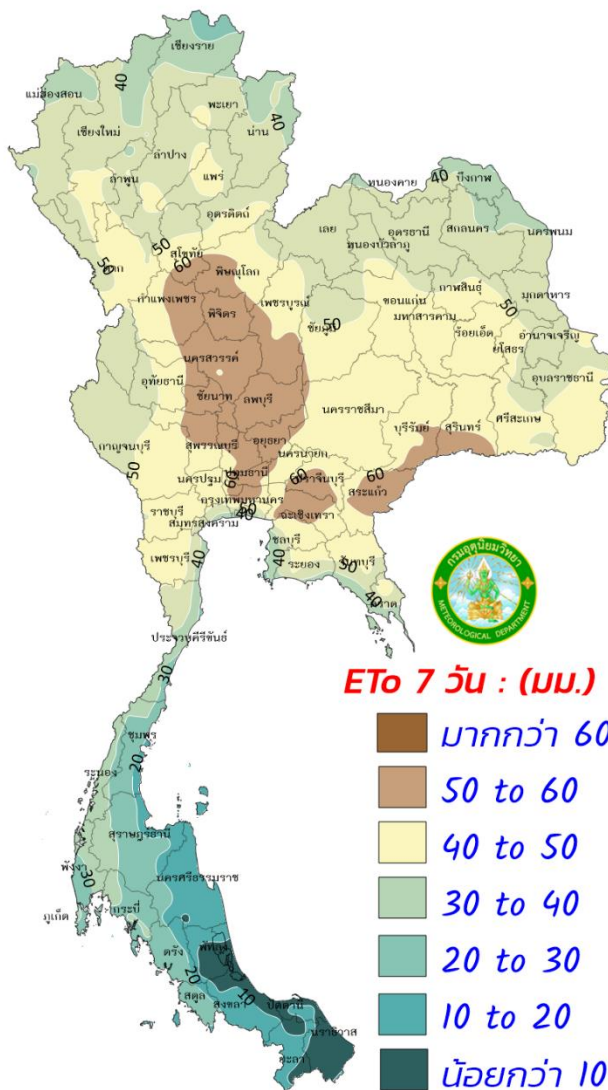 เชียงราย
40
แม่ฮ่องสอน
พะเยา
เชียงใหม่
น่าน
40
ลำปาง
ลำพูน
แพร่
หนองคาย
40
บึงกาฬ
อุตรดิตถ์
เลย
อุดรธานี
สกลนคร
นครพนม
หนองบัวลำภู
50
สุโขทัย
50
ตาก
60
พิษณุโลก
กำแพงเพชร
เพชรบูรณ์
ขอนแก่น
กาฬสินธุ์
50
มุกดาหาร
พิจิตร
50
ชัยภูมิ
มหาสารคาม
ร้อยเอ็ด
อำนาจเจริญ
ยโสธร
นครสวรรค์
อุทัยธานี
อุบลราชธานี
ชัยนาท
ลพบุรี
นครราชสีมา
ศรีสะเกษ
บุรีรัมย์
สุรินทร์
กาญจนบุรี
สุพรรณบุรี
อยุธยา
นครนายก
50
ปทุมธานี
60
60
ปราจีนบุรี
60
นครปฐม
สระแก้ว
กรุงเทพมหานคร
ราชบุรี
50
40
ฉะเชิงเทรา
สมุทรสงคราม
ชลบุรี
เพชรบุรี
40
40
ระยอง
50
จันทบุรี
40
ตราด
กรมอุตุนิยมวิทยา
METEOROLOGICAL DEPARTMENT
ประจวบคีรีขันธ์
30
ETo 7 วัน : (มม.)
มากกว่า 60
50 to 60
40 to 50
30 to 40
20 to 30
10 to 20
น้อยกว่า 10
ชุมพร
20
ระนอง
สุราษฎร์ธานี
พังงา
30
นครศรีธรรมราช
ภูเก็ต
กระบี่
ตรัง
พัทลุง
20
สตูล
10
สงขลา
ปัตตานี
นราธิวาส
ยะลา